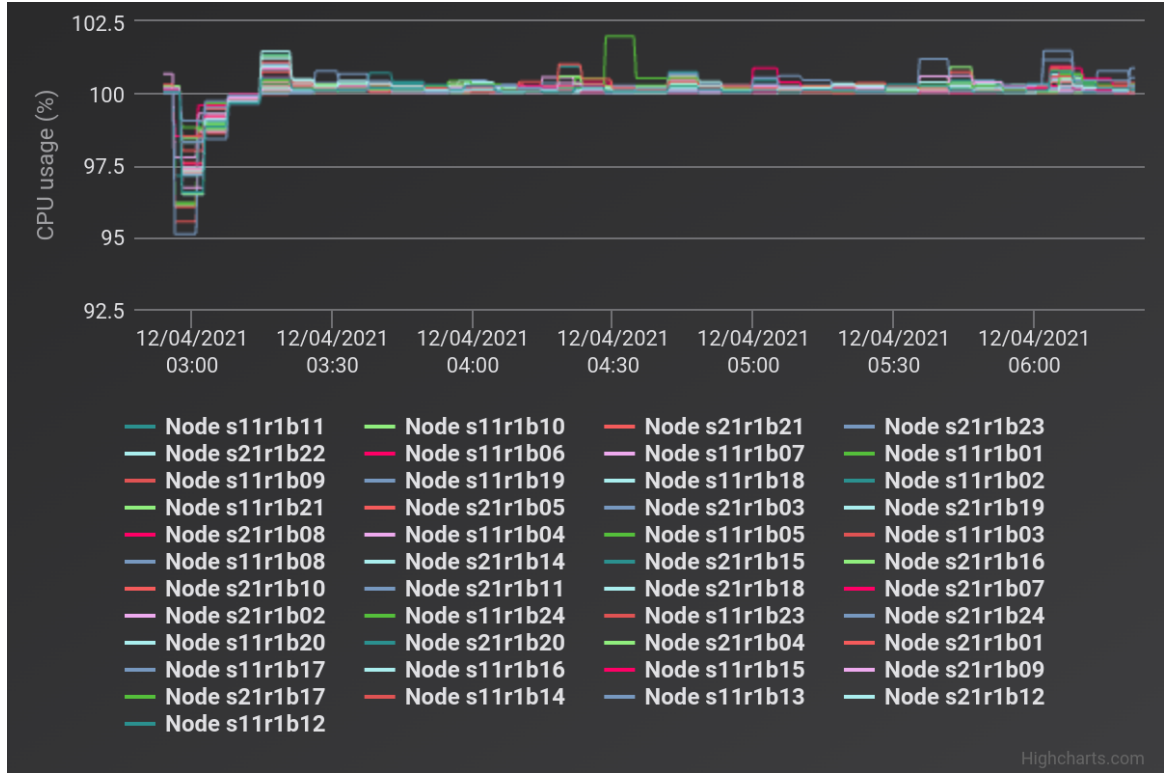 102.5
100
97.5
95
92.5
CPU usage (%)
12/04/2021 12/04/2021 12/04/2021 12/04/2021 12/04/2021 12/04/2021 12/04/2021
03:00 03:30 04:00 04:30 05:00 05:30 06:00
Node s11r1b11 Node s11r1b10 Node s21r1b21 Node s21r1b23
Node s21r1b22 Node s11r1b06 Node s11r1b07 Node s11r1b01
Node s11r1b09 Node s11r1b19 Node s11r1b18 Node s11r1b02
Node s11r1b21 Node s21r1b05 Node s21r1b03 Node s21r1b19
Node s21r1b08 Node s11r1b04 Node s11r1b05 Node s11r1b03
Node s11r1b08 Node s21r1b14 Node s21r1b15 Node s21r1b16
Node s21r1b10 Node s21r1b11 Node s21r1b18 Node s21r1b07
Node s21r1b02 Node s11r1b24 Node s11r1b23 Node s21r1b24
Node s11r1b20 Node s21r1b20 Node s21r1b04 Node s21r1b01
Node s11r1b17 Node s11r1b16 Node s11r1b15 Node s21r1b09
Node s21r1b17 Node s11r1b14 Node s11r1b13 Node s21r1b12
Node s11r1b12
Highcharts.com